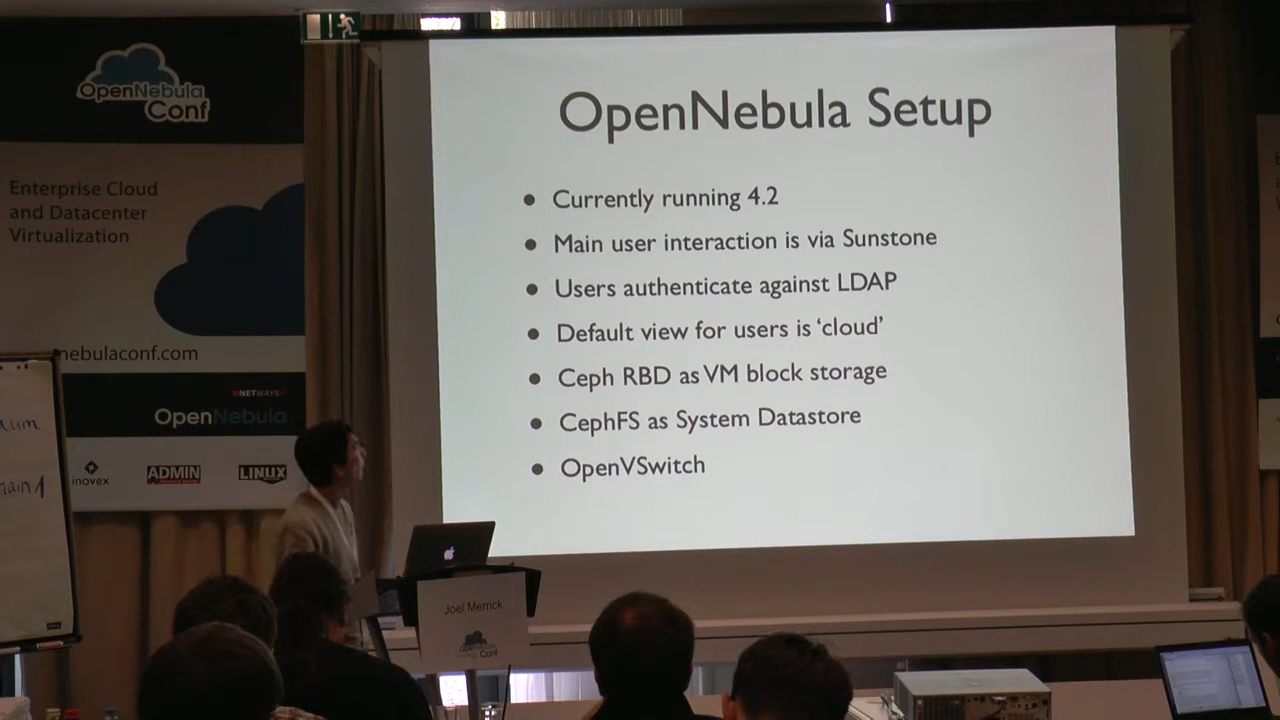 OpenNebula
Conf
Enterprise Cloud
and Datacenter
Virtualization
nebulaconf.com
NETWAYS
OpenNebula
inovex
ADMIN
LINUX
OpenNebula Setup
• Currently running 4.2
• Main user interaction is via Sunstone
• Users authenticate against LDAP
• Default view for users is ‘cloud’
• Ceph RBD as VM block storage
• CephFS as System Datastore
• OpenVSwitch
Joel Merrick
OpenNebula
Conf